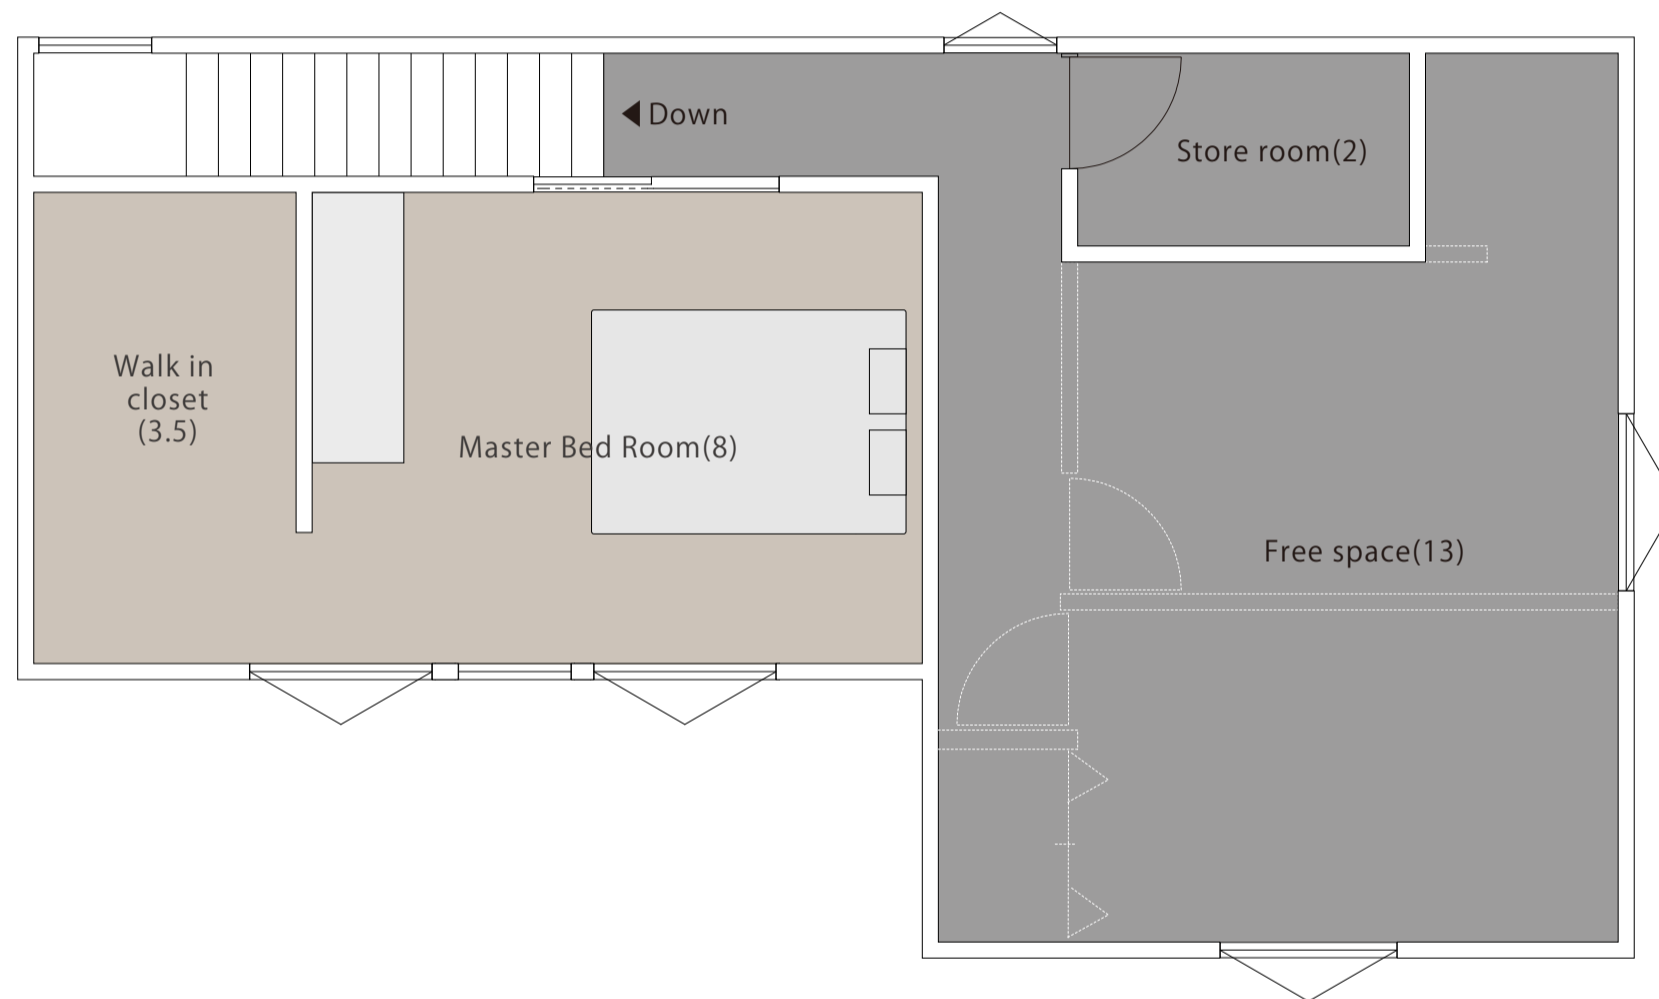 Down
Store room(2)
Walk in
closet
(3.5)
Master Bed Room(8)
Free space(13)